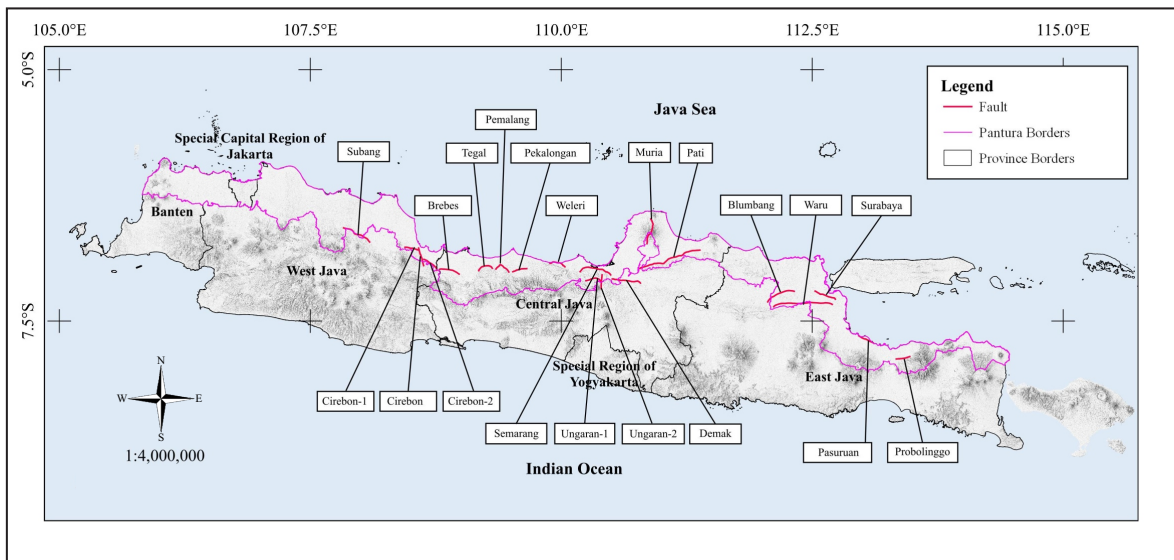 105.0°E
107.5°E
110.0°E
112.5°E
115.0°E
5.0°S
7.5°S
Legend
Fault
Pantura Borders
Province Borders
Java Sea
Special Capital Region of
Jakarta
Subang
Tegal
Pemalang
Pekalongan
Muria
Pati
Brebes
Weleri
Blumbang
Waru
Surabaya
Banten
West Java
Central Java
Special Region of
Yogyakarta
East Java
Cirebon-1
Cirebon
Cirebon-2
Semarang
Ungaran-1
Ungaran-2
Demak
Pasuruan
Probolinggo
Indian Ocean
N
W
E
S
1:4,000,000